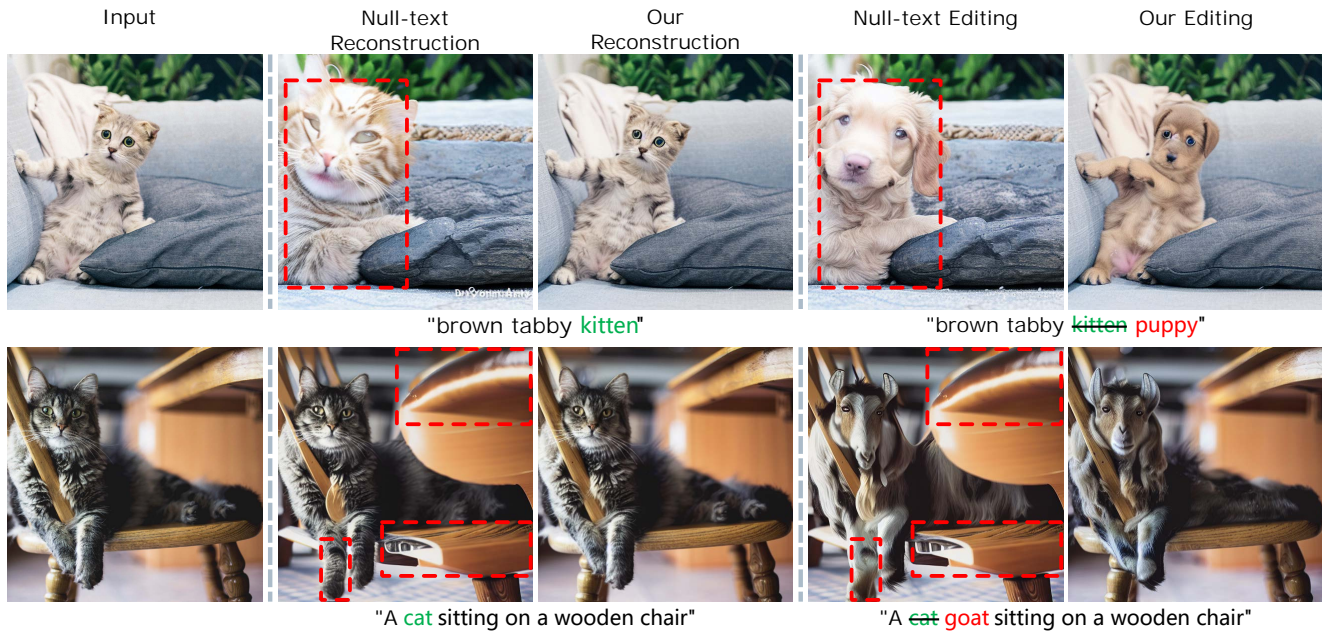 Input
Null-text
Reconstruction
Our
Reconstruction
Null-text Editing
Our Editing
"brown tabby kitten"
"brown tabby kitten puppy"
"A cat sitting on a wooden chair"
"A cat goat sitting on a wooden chair"